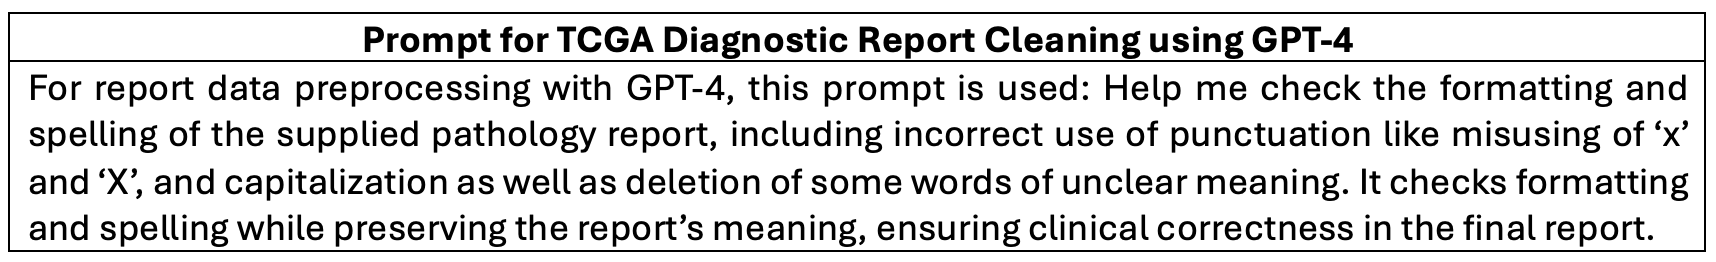 Prompt for TCGA Diagnostic Report Cleaning using GPT-4
For report data preprocessing with GPT-4, this prompt is used: Help me check the formatting and
spelling of the supplied pathology report, including incorrect use of punctuation like misusing of ‘x’
and ‘X’, and capitalization as well as deletion of some words of unclear meaning. It checks formatting
and spelling while preserving the report’s meaning, ensuring clinical correctness in the final report.